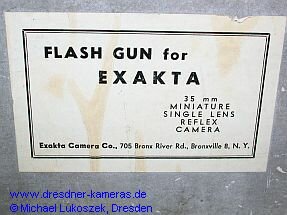 FLASH GUN for
EXAKTA
35 mm
MINIATURE
SINGLE LENS
REFLEX
CAMERA
Exakta Camera Co., 705 Bronx River Rd., Bronxville 8, N. Y.
www.dresdner-kameras.de
© Michael Lukoszek, Dresden